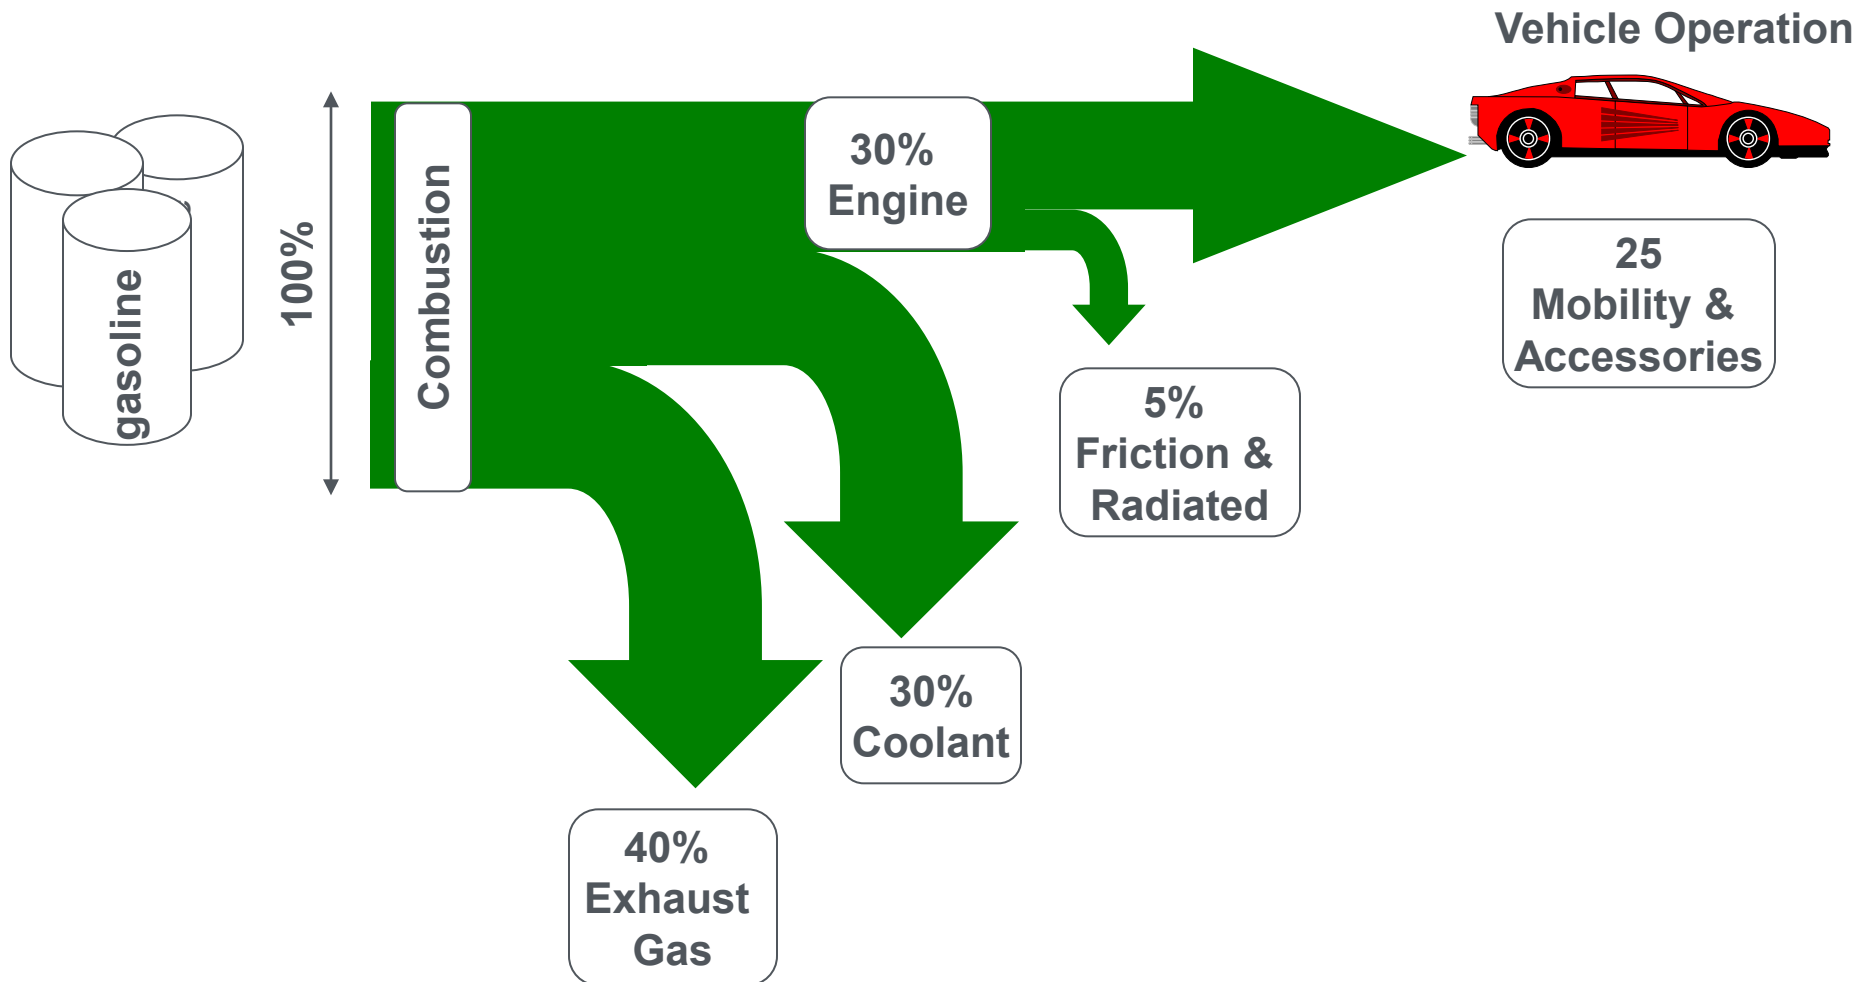 Vehicle Operation
gasoline
100%
Combustion
30%
Engine
25
Mobility &
Accessories
5%
Friction &
Radiated
30%
Coolant
40%
Exhaust
Gas